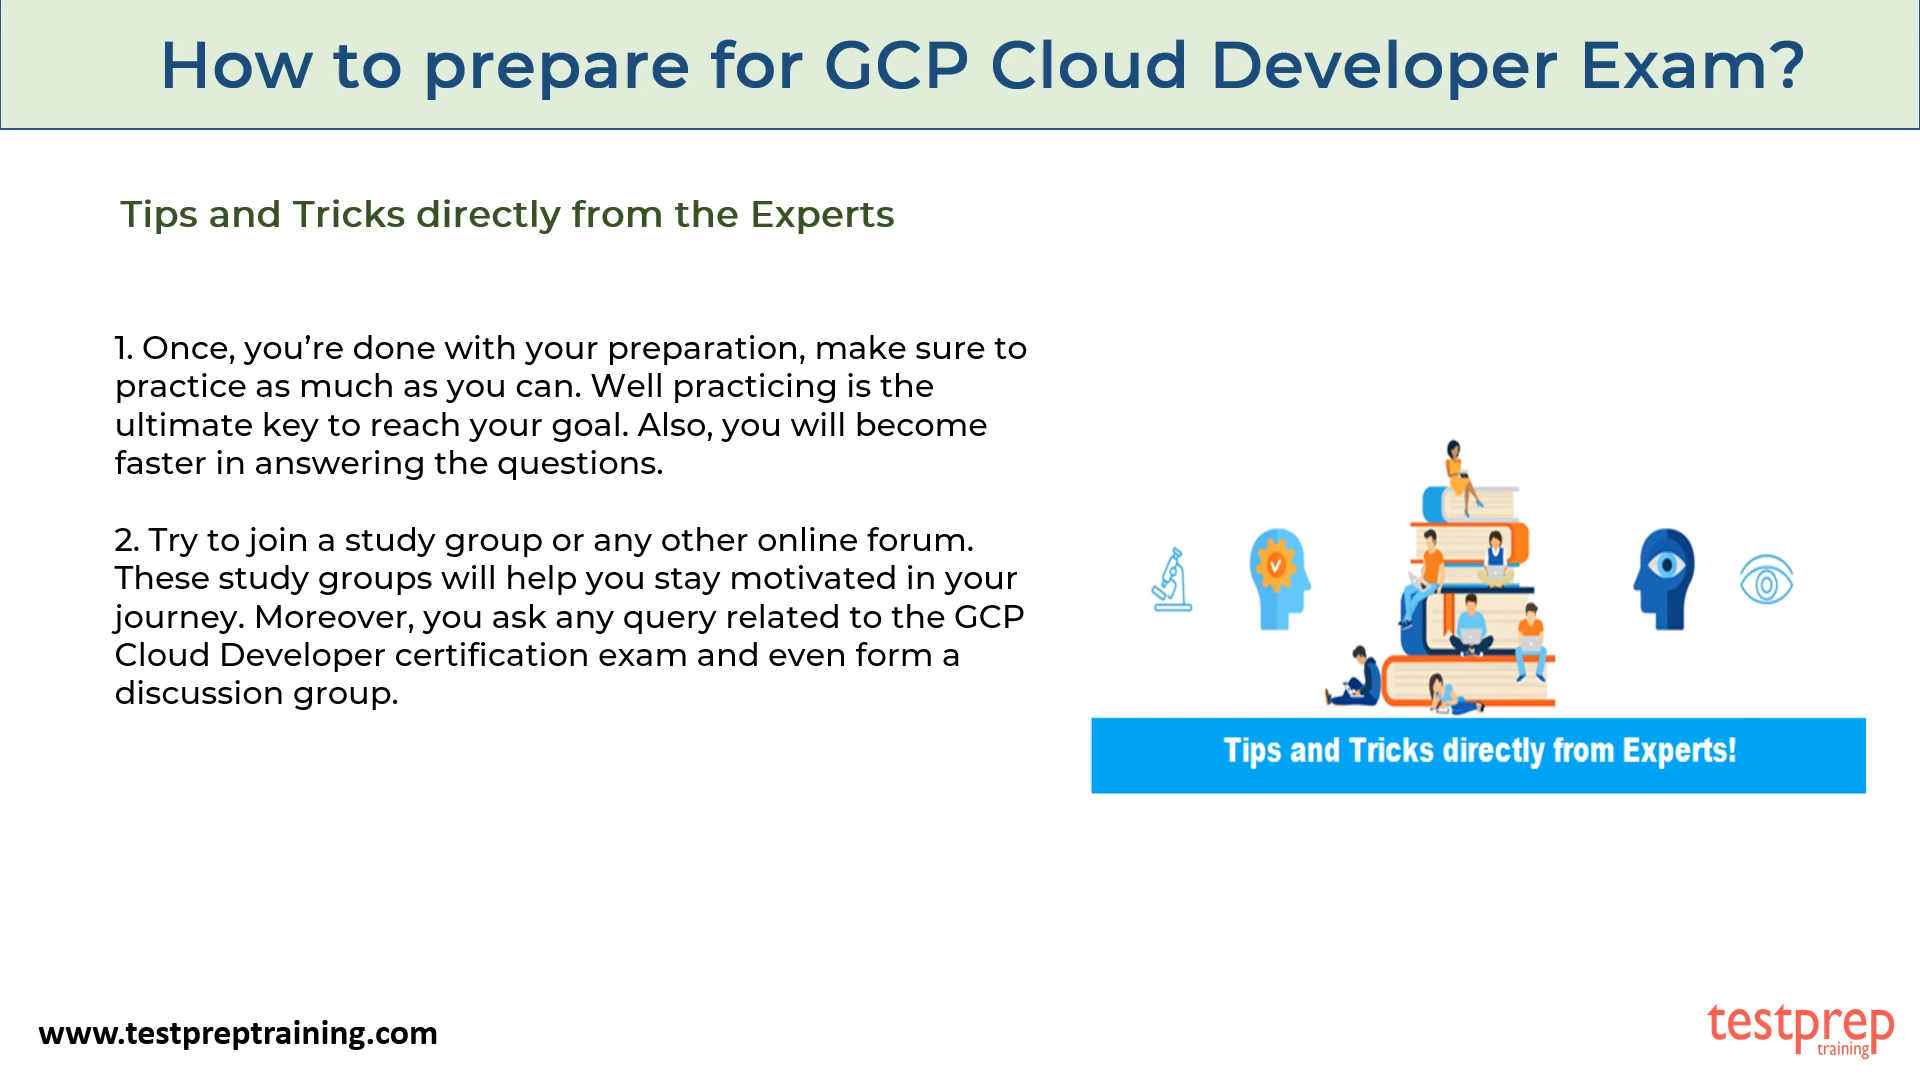 How to prepare for GCP Cloud Developer Exam?
Tips and Tricks directly from the Experts
1. Once, you’re done with your preparation, make sure to
practice as much as you can. Well practicing is the
ultimate key to reach your goal. Also, you will become
faster in answering the questions.
2. Try to join a study group or any other online forum.
These study groups will help you stay motivated in your
journey. Moreover, you ask any query related to the GCP
Cloud Developer certification exam and even form a
discussion group.
Tips and Tricks directly from Experts!
www.testpreptraining.com
testprep
training